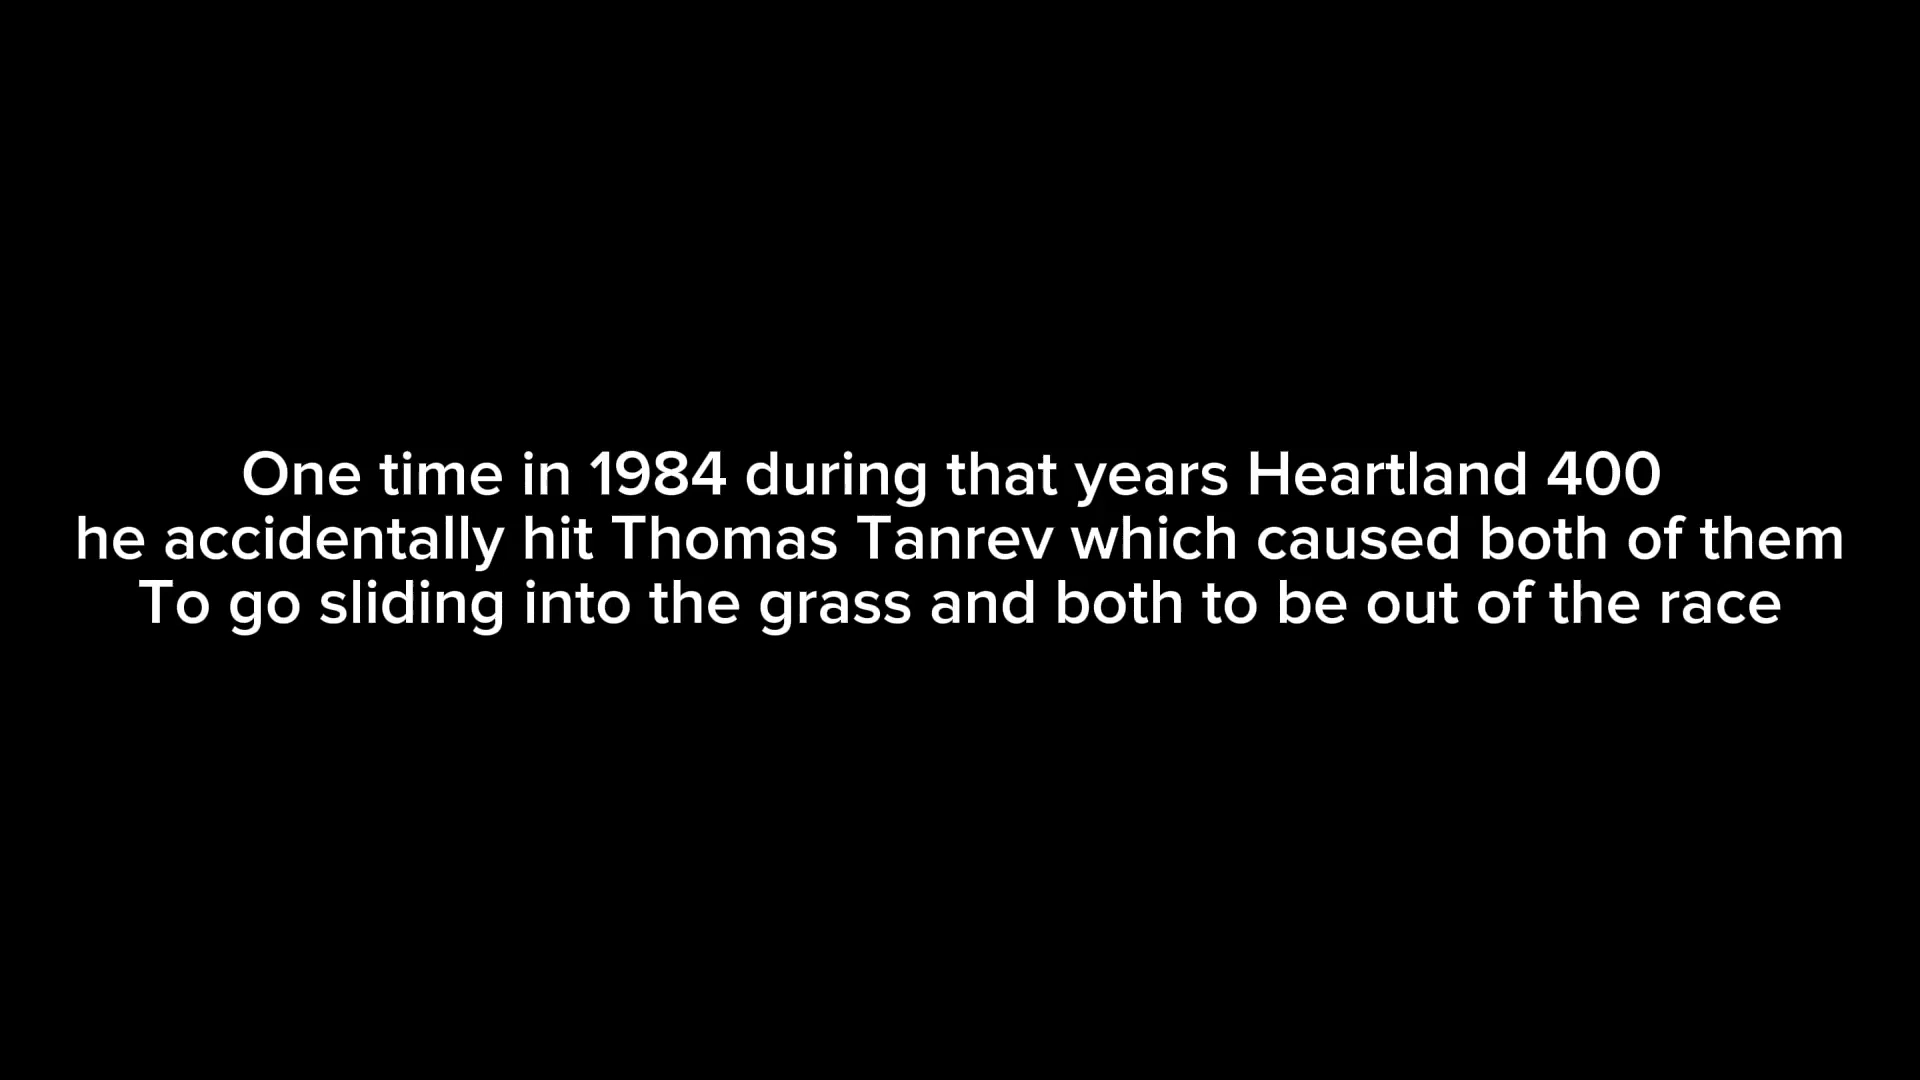 One time in 1984 during that years Heartland 400
he accidentally hit Thomas Tanrev which caused both of them
To go sliding into the grass and both to be out of the race